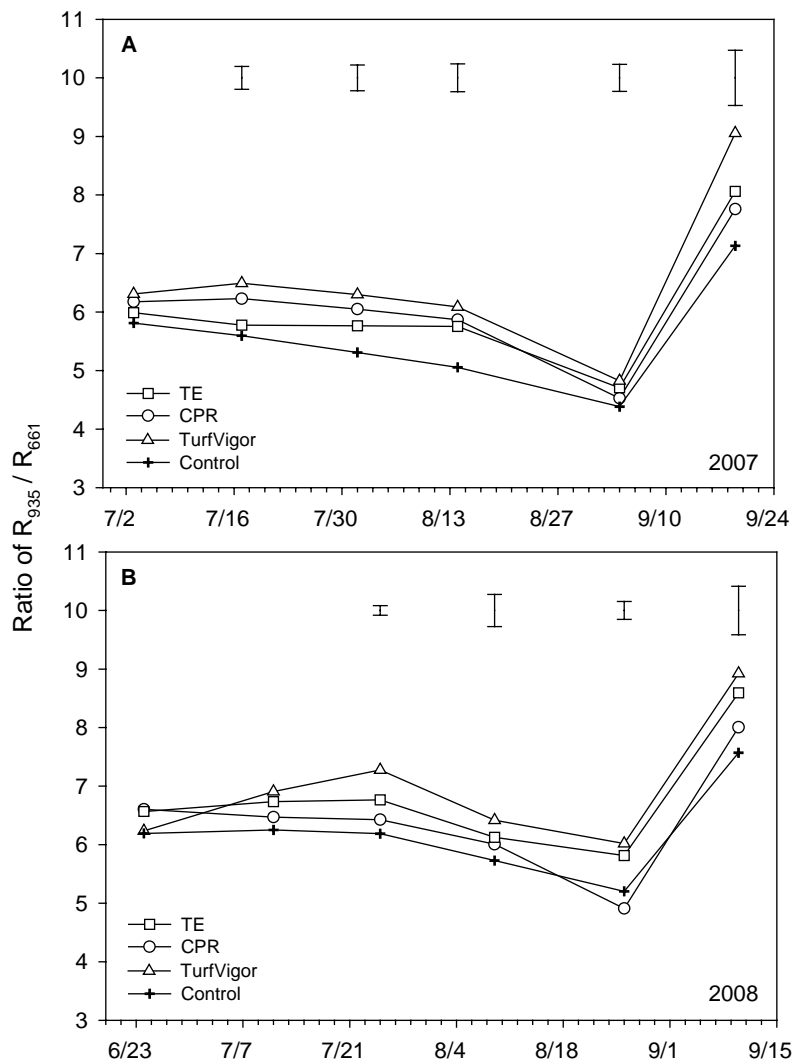 11
A
10
9
8
7
6
5
4
3
TE
CPR
TurfVigor
Control
2007
7/2 7/16 7/30 8/13 8/27 9/10 9/24
Ratio of R935 / R661
11
B
10
9
8
7
6
5
4
3
TE
CPR
TurfVigor
Control
2008
6/23 7/7 7/21 8/4 8/18 9/1 9/15